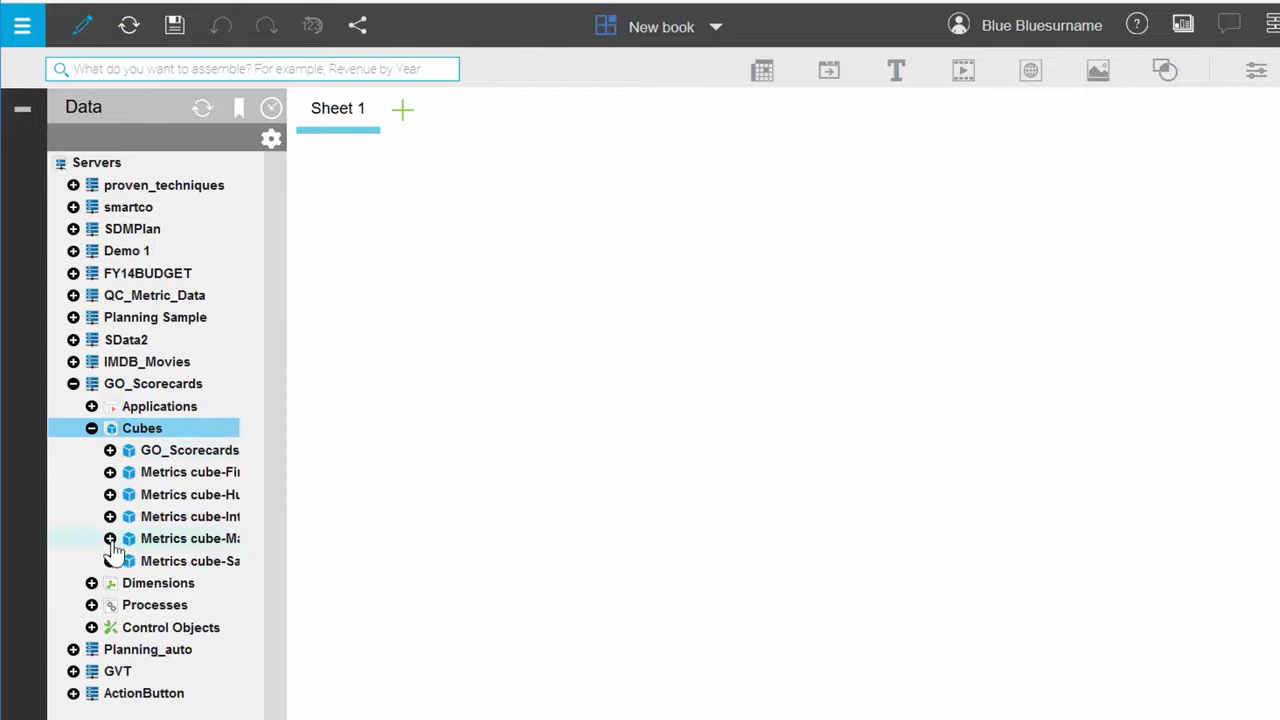 New book
Blue Bluesurname
What do you want to assemble? For example, Revenue by Year
Data
Sheet 1
Servers
proven_techniques
smartco
SDMPlan
Demo 1
FY14BUDGET
QC_Metric_Data
Planning Sample
SData2
IMDB_Movies
GO_Scorecards
Applications
Cubes
GO_Scorecards
Metrics cube-Fin
Metrics cube-Hu
Metrics cube-Int
Metrics cube-Ma
Metrics cube-Sa
Dimensions
Processes
Control Objects
Planning_auto
GVT
ActionButton